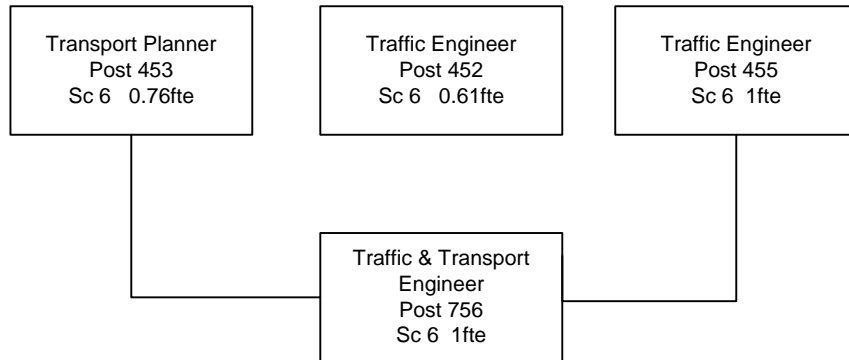 Transport Planner
Post 453
Sc 6 0.76fte
Traffic Engineer
Post 452
Sc 6 0.61fte
Traffic Engineer
Post 455
Sc 6 1fte
Traffic & Transport
Engineer
Post 756
Sc 6 1fte